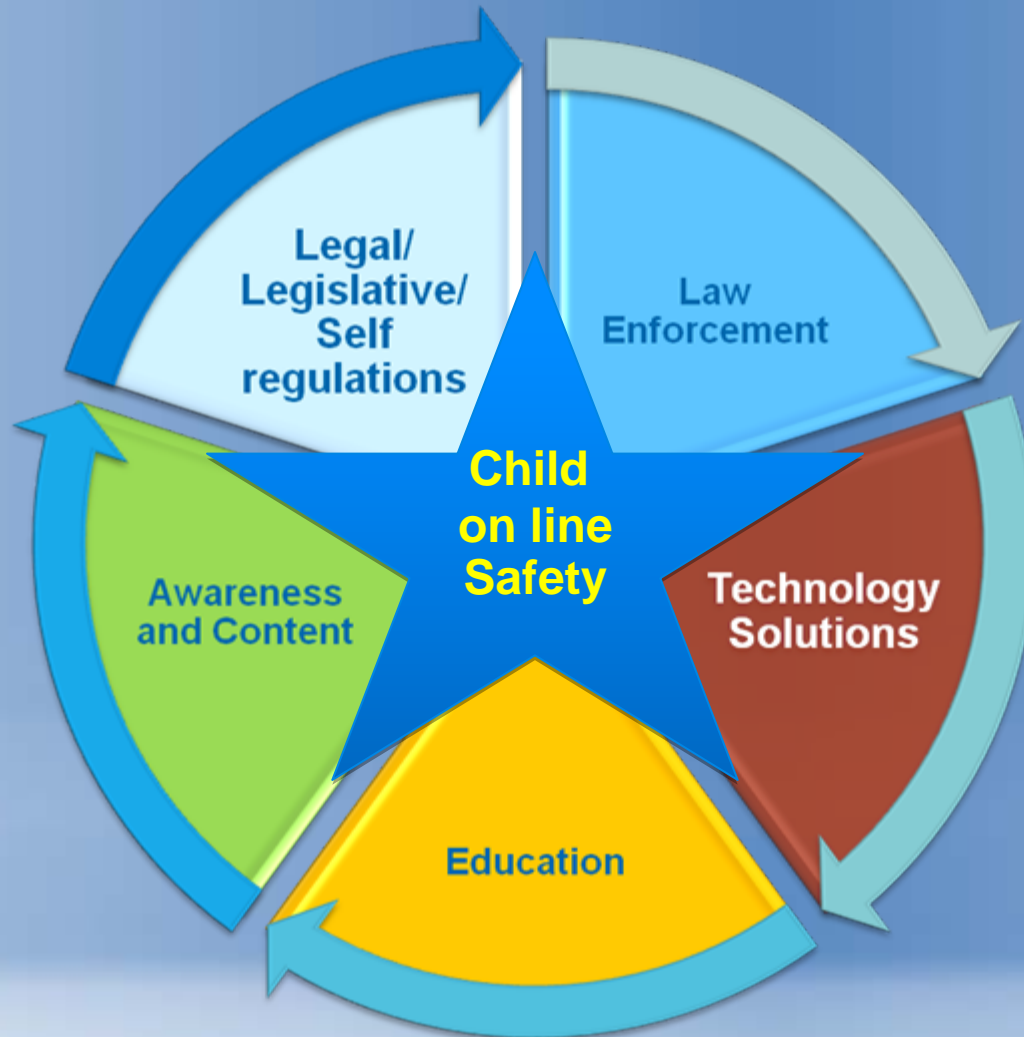 Legal/
Legislative/
Self
regulations
Law
Enforcement
Child
on line
Safety
Technology
Solutions
Awareness
and Content
Education